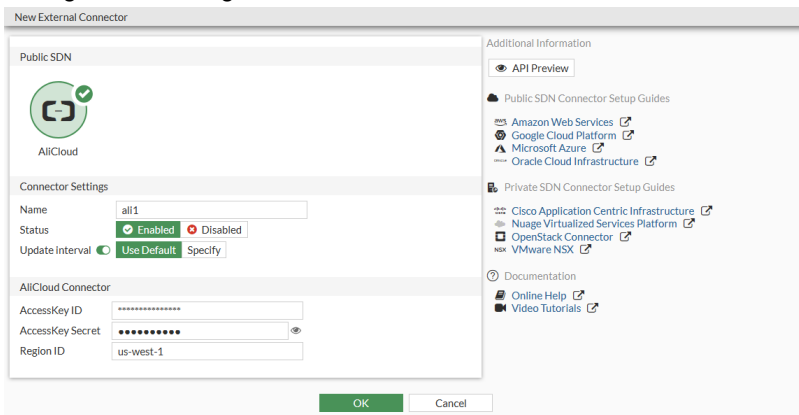 New External Connector
Public SDN
AliCloud
Connector Settings
Name ali1
Status Enabled Disabled
Update Interval Use Default Specify
AliCloud Connector
AccessKey ID ***************
AccessKey Secret ●●●●●●●●●●
Region ID us-west-1
OK Cancel
Additional Information
API Preview
Public SDN Connector Setup Guides
aws Amazon Web Services
Google Cloud Platform
Microsoft Azure
Oracle Cloud Infrastructure
Private SDN Connector Setup Guides
Cisco Application Centric Infrastructure
Nuage Virtualized Services Platform
OpenStack Connector
NSX VMware NSX
Documentation
Online Help
Video Tutorials